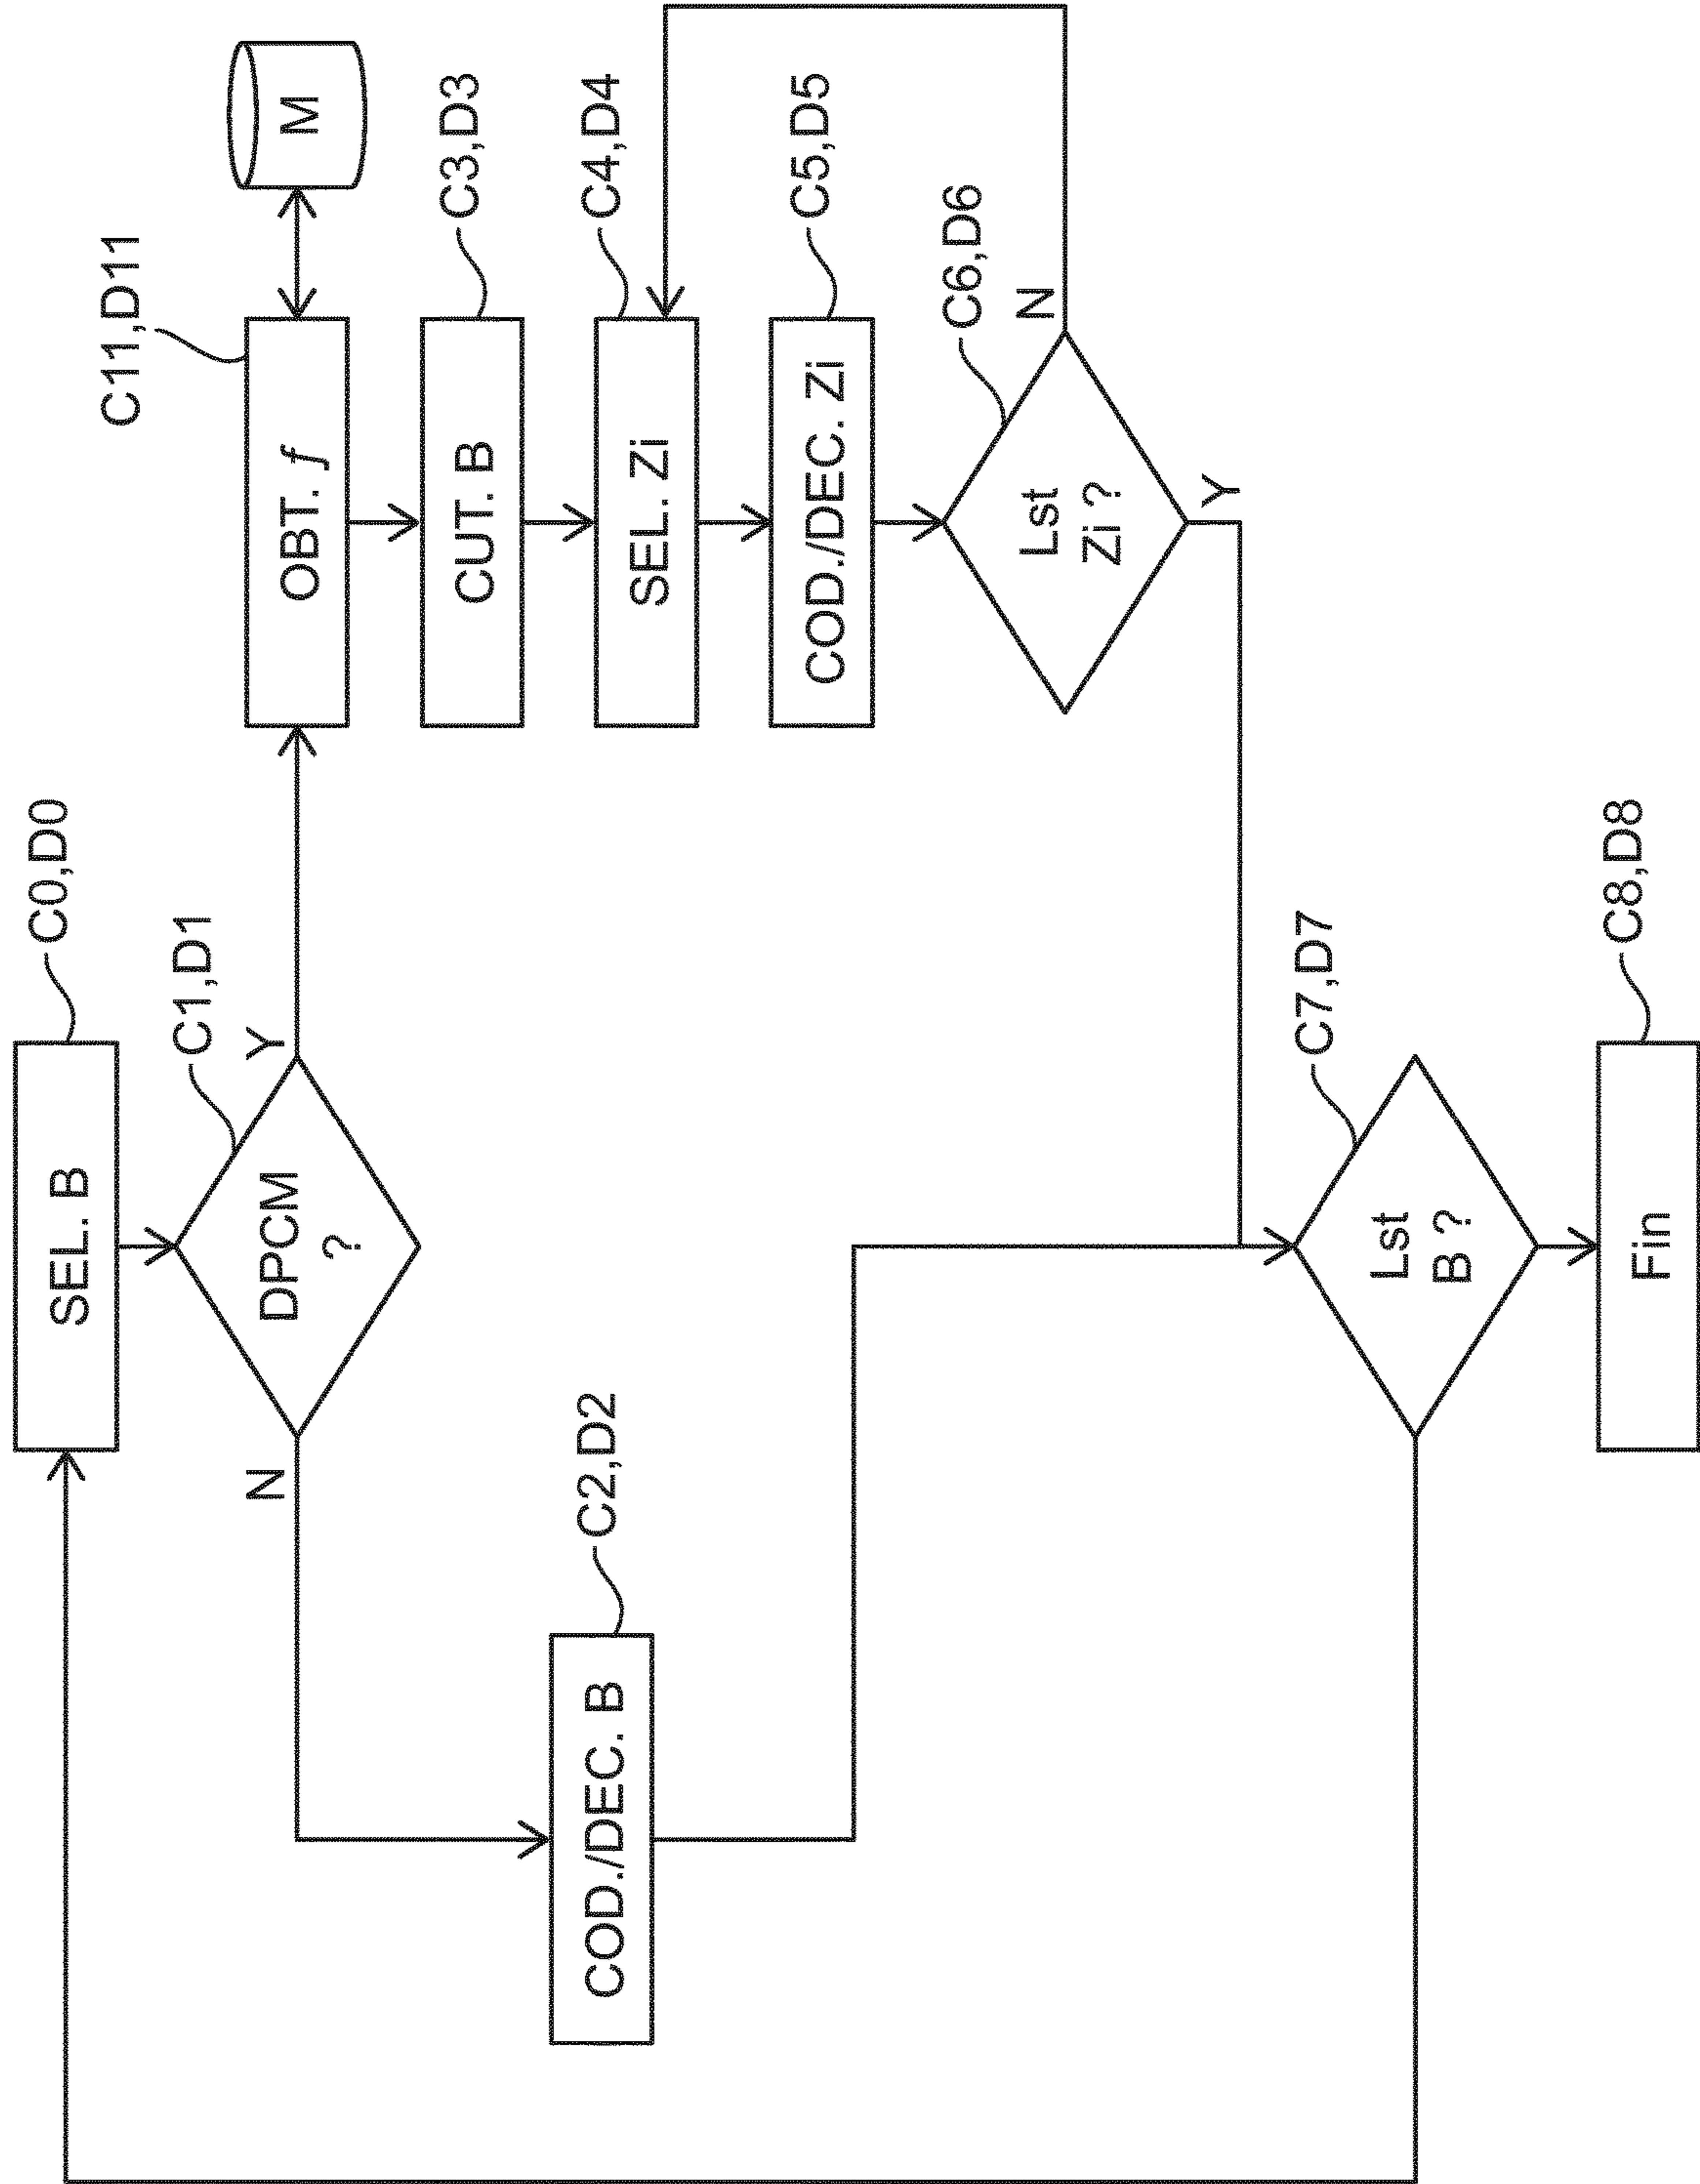 SEL. B
C0,D0
DPCM
?
C1,D1
N
Y
COD./DEC. B
C2,D2
OBT. f
C11,D11
M
CUT. B
C3,D3
SEL. Zi
C4,D4
COD./DEC. Zi
C5,D5
Lst
Zi ?
C6,D6
N
Y
Lst
B ?
C7,D7
Fin
C8,D8